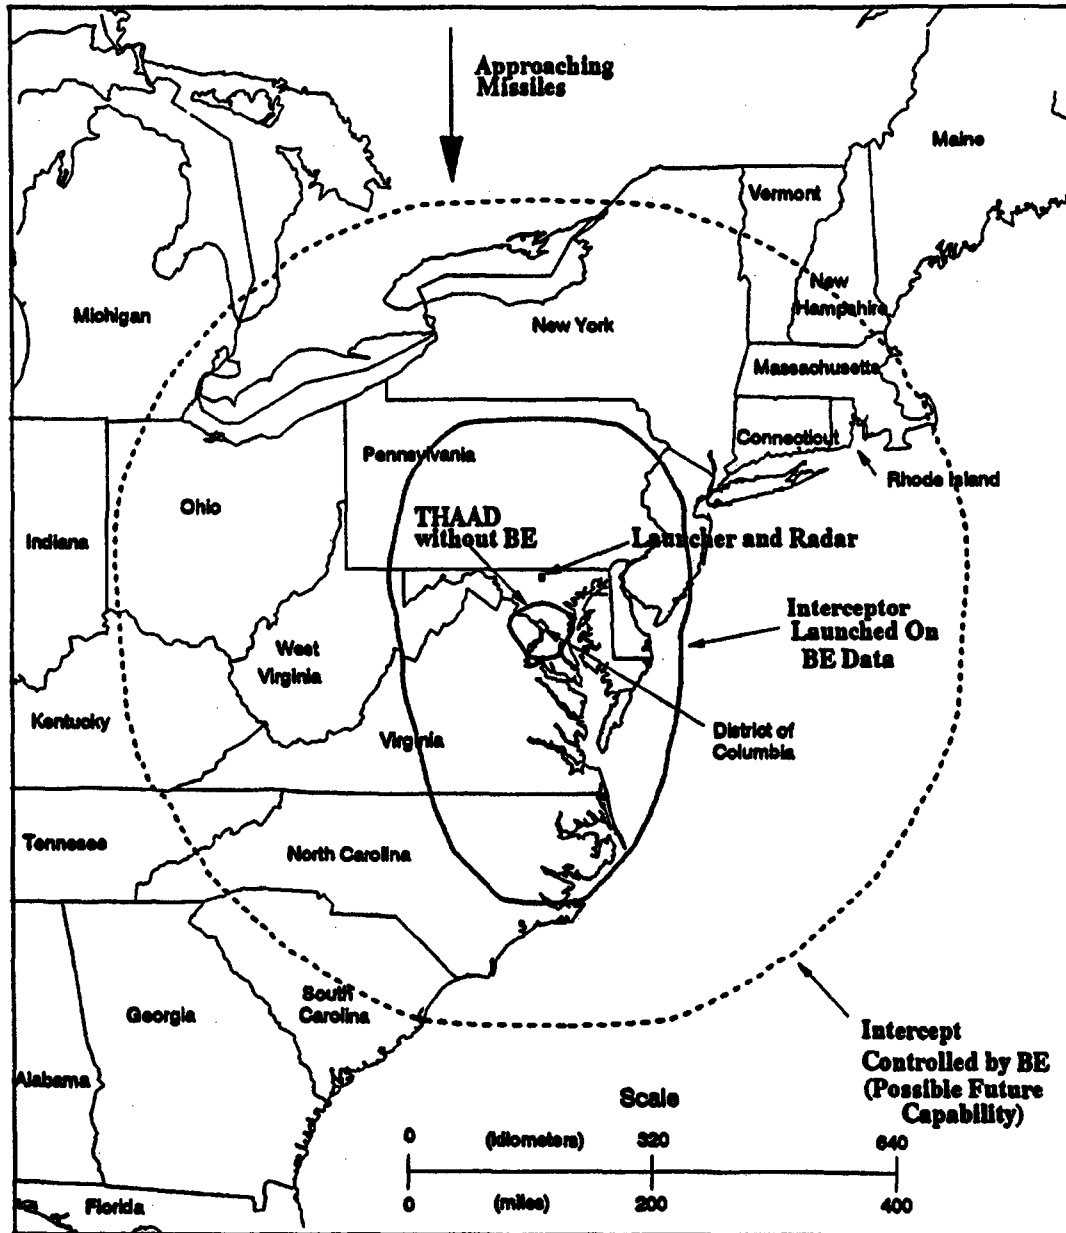 Approaching
Missiles
Maine
Vermont
New
Hampshire
Michigan
New York
Massachusetts
Connecticut
Rhode Island
Pennsylvania
Ohio
Indiana
THAAD
without BE
Launcher and Radar
Interceptor
Launched On
BE Data
West
Virginia
Kentucky
Virginia
District of
Columbia
Tennesee
North Carolina
South
Carolina
Georgia
Alabama
Florida
Intercept
Controlled by BE
(Possible Future
Capability)
Scale
0 (kilometers) 320 640
0 (miles) 200 400